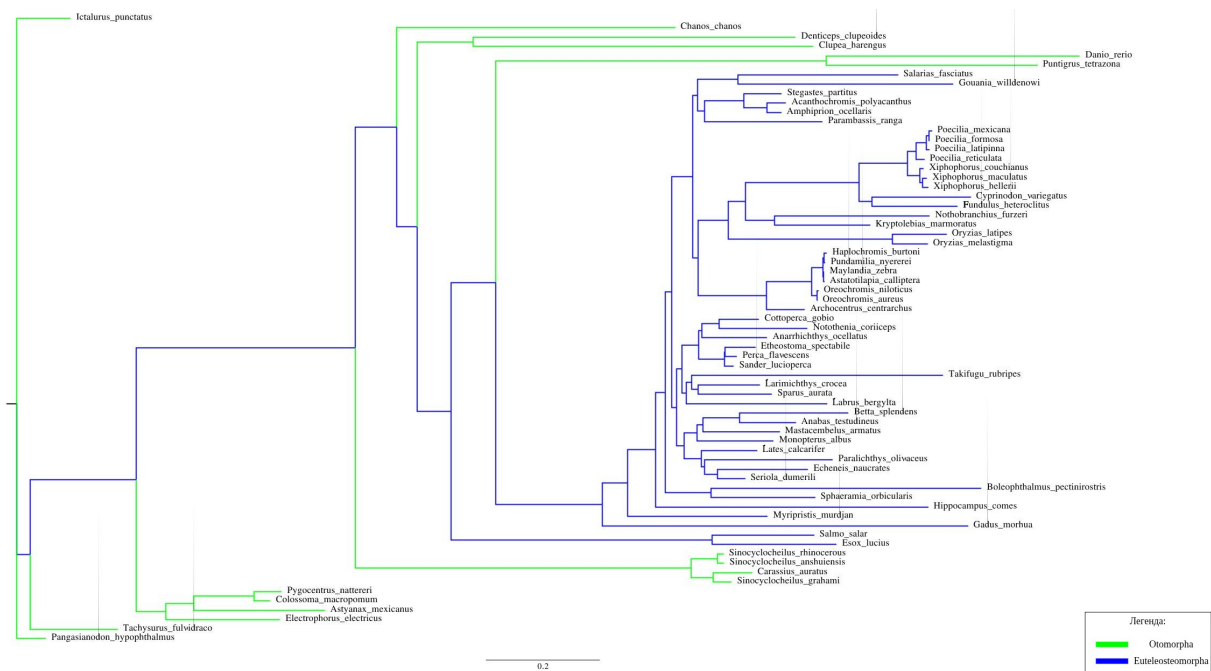 Ictalurus_punctatus
Chanos_chanos
Denticeps_clupeoides
Clupea_harengus
Danio_rerio
Puntigrus_tetrazona
Salarias_fasciatus
Gouania_willdenowi
Stegastes_partitus
Acanthochromis_polyacanthus
Amphiprion_ocellaris
Parambassis_ranga
Poecilia_mexicana
Poecilia_formosa
Poecilia_latipinna
Poecilia_reticulata
Xiphophorus_couchianus
Xiphophorus_maculatus
Xiphophorus_hellerii
Cyprinodon_variegatus
Fundulus_heteroclitus
Nothobranchius_furzeri
Kryptolebias_marmoratus
Oryzias_latipes
Oryzias_melastigma
Haplochromis_burtoni
Pundamilia_nyererei
Maylandia_zebra
Astatotilapia_calliptera
Oreochromis_niloticus
Oreochromis_aureus
Archocentrus_centrarchus
Cottoperca_gobio
Notothenia_coriiceps
Anarrhichthys_ocellatus
Etheostoma_spectabile
Perca_flavescens
Sander_lucioperca
Takifugu_rubripes
Larimichthys_crocea
Sparus_aurata
Labrus_bergylta
Betta_splendens
Anabas_testudineus
Mastacembelus_armatus
Monopterus_albus
Lates_calcarifer
Paralichthys_olivaceus
Echeneis_naucrates
Seriola_dumerili
Boleophthalmus_pectinirostris
Sphaeramia_orbicularis
Hippocampus_comes
Myripristis_murdjan
Gadus_morhua
Salmo_salar
Esox_lucius
Sinocyclocheilus_rhinocerous
Sinocyclocheilus_anshuiensis
Carassius_auratus
Sinocyclocheilus_grahami
Pygocentrus_nattereri
Colossoma_macropomum
Astyanax_mexicanus
Electrophorus_electricus
Tachysurus_fulvidraco
Pangasianodon_hypophthalmus
0.2
Легенда:
Otomorpha
Euteleosteomorpha